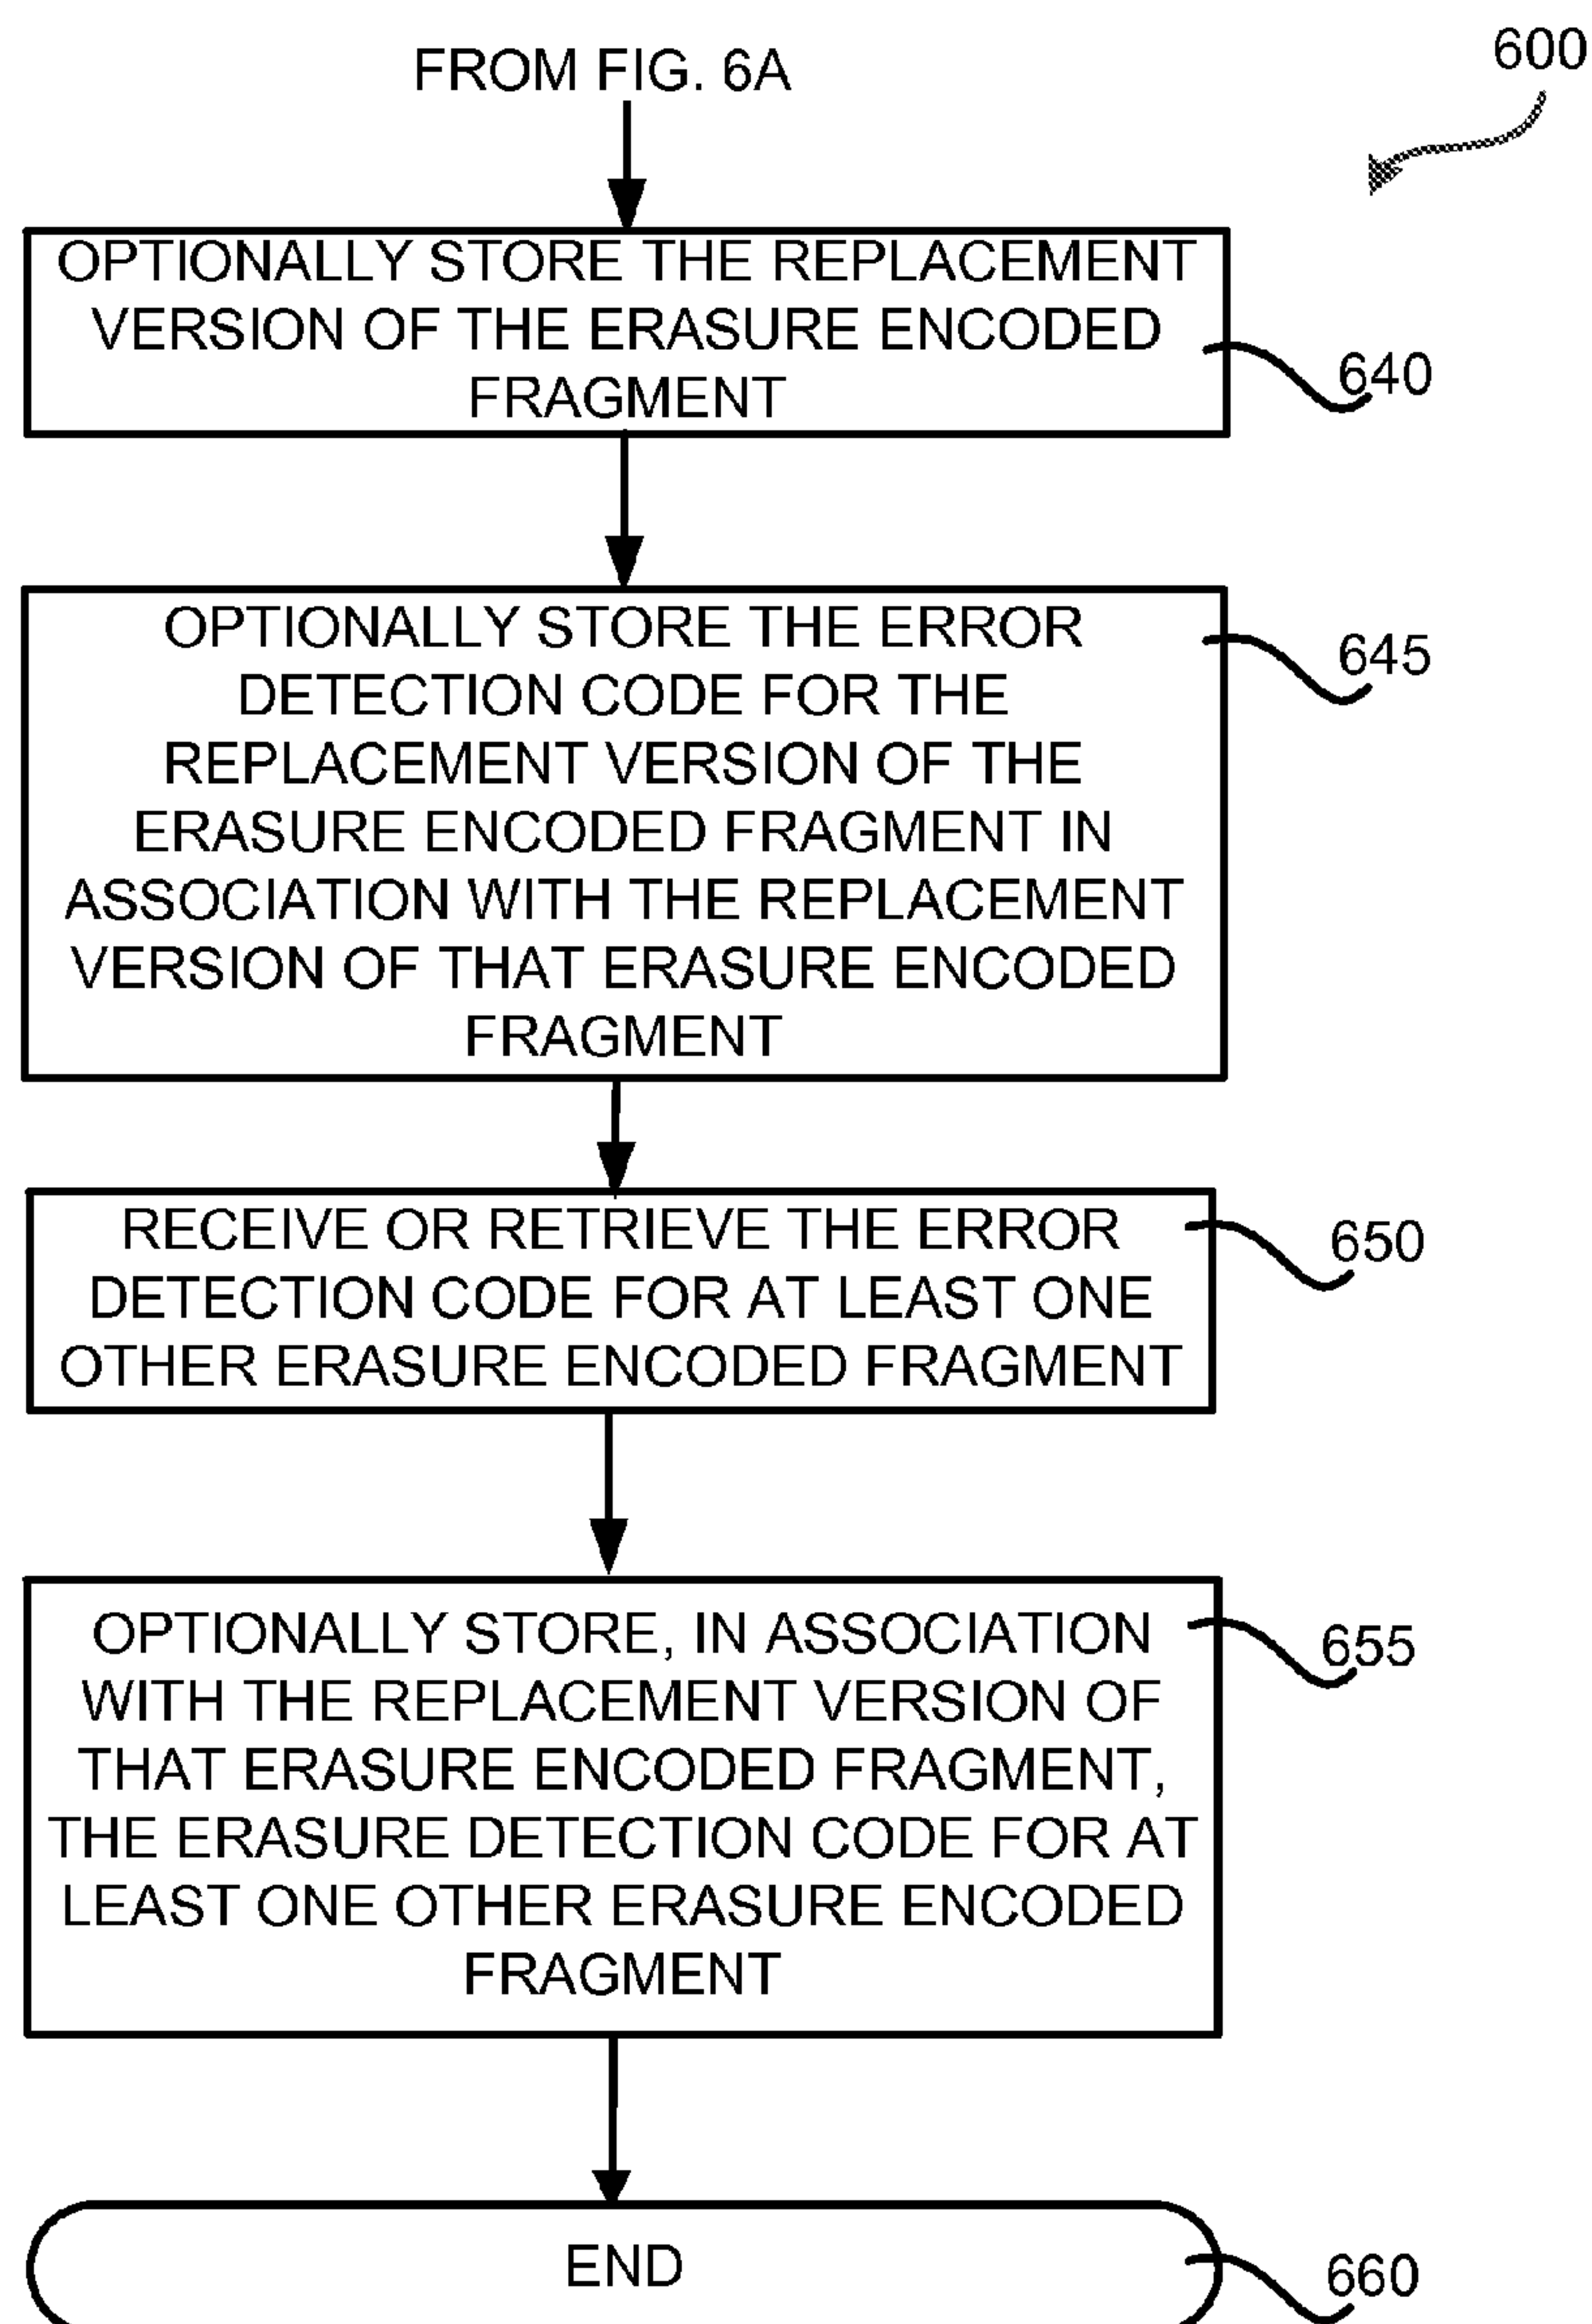 600
FROM FIG. 6A
OPTIONALLY STORE THE REPLACEMENT
VERSION OF THE ERASURE ENCODED
FRAGMENT
640
OPTIONALLY STORE THE ERROR
DETECTION CODE FOR THE
REPLACEMENT VERSION OF THE
ERASURE ENCODED FRAGMENT IN
ASSOCIATION WITH THE REPLACEMENT
VERSION OF THAT ERASURE ENCODED
FRAGMENT
645
RECEIVE OR RETRIEVE THE ERROR
DETECTION CODE FOR AT LEAST ONE
OTHER ERASURE ENCODED FRAGMENT
650
OPTIONALLY STORE, IN ASSOCIATION
WITH THE REPLACEMENT VERSION OF
THAT ERASURE ENCODED FRAGMENT,
THE ERASURE DETECTION CODE FOR AT
LEAST ONE OTHER ERASURE ENCODED
FRAGMENT
655
END
660